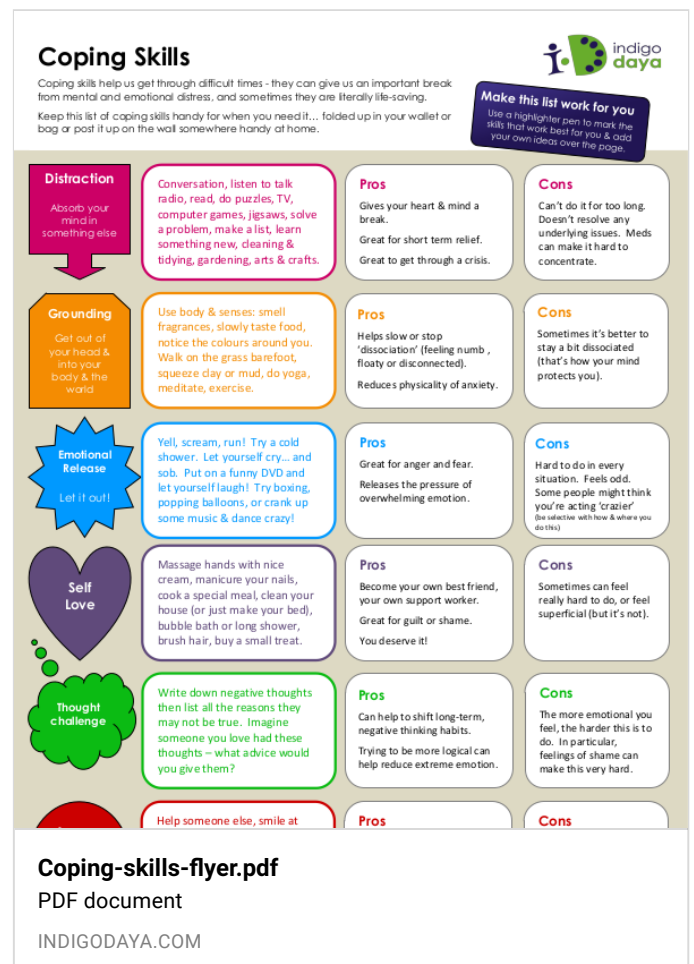 Coping Skills
indigo
daya
Coping skills help us get through difficult times - they can give us an important break
from mental and emotional distress, and sometimes they are literally life-saving.
Keep this list of coping skills handy for when you need it… folded up in your wallet or
bag or post it up on the wall somewhere handy at home.
Make this list work for you
Use a highlighter pen to mark the
skills that work best for you & add
your own ideas over the page.
Distraction
Absorb your
mind in
something else
Conversation, listen to talk
radio, read, do puzzles, TV,
computer games, jigsaws, solve
a problem, make a list, learn
something new, cleaning &
tidying, gardening, arts & crafts.
Pros
Gives your heart & mind a
break.
Great for short term relief.
Great to get through a crisis.
Cons
Can't do it for too long.
Doesn't resolve any
underlying issues. Meds
can make it hard to
concentrate.
Grounding
Get out of
your head &
into your
body & the
world
Use body & senses: smell
fragrances, slowly taste food,
notice the colours around you.
Walk on the grass barefoot,
squeeze clay or mud, do yoga,
meditate, exercise.
Pros
Helps slow or stop
'dissociation' (feeling numb ,
floaty or disconnected).
Reduces physicality of anxiety.
Cons
Sometimes it's better to
stay a bit dissociated
(that's how your mind
protects you).
Emotional
Release
Let it out!
Yell, scream, run! Try a cold
shower. Let yourself cry… and
sob. Put on a funny DVD and
let yourself laugh! Try boxing,
popping balloons, or crank up
some music & dance crazy!
Pros
Great for anger and fear.
Releases the pressure of
overwhelming emotion.
Cons
Hard to do in every
situation. Feels odd.
Some people might think
you're acting 'crazier'
(be selective with how & where you
do this)
Self
Love
Massage hands with nice
cream, manicure your nails,
cook a special meal, clean your
house (or just make your bed),
bubble bath or long shower,
brush hair, buy a small treat.
Pros
Become your own best friend,
your own support worker.
Great for guilt or shame.
You deserve it!
Cons
Sometimes can feel
really hard to do, or feel
superficial (but it's not).
Thought
challenge
Write down negative thoughts
then list all the reasons they
may not be true. Imagine
someone you love had these
thoughts – what advice would
you give them?
Pros
Can help to shift long-term,
negative thinking habits.
Trying to be more logical can
help reduce extreme emotion.
Cons
The more emotional you
feel, the harder this is to
do. In particular,
feelings of shame can
make this very hard.
Help someone else, smile at
Pros
Cons
Coping-skills-flyer.pdf
PDF document
INDIGODAYA.COM